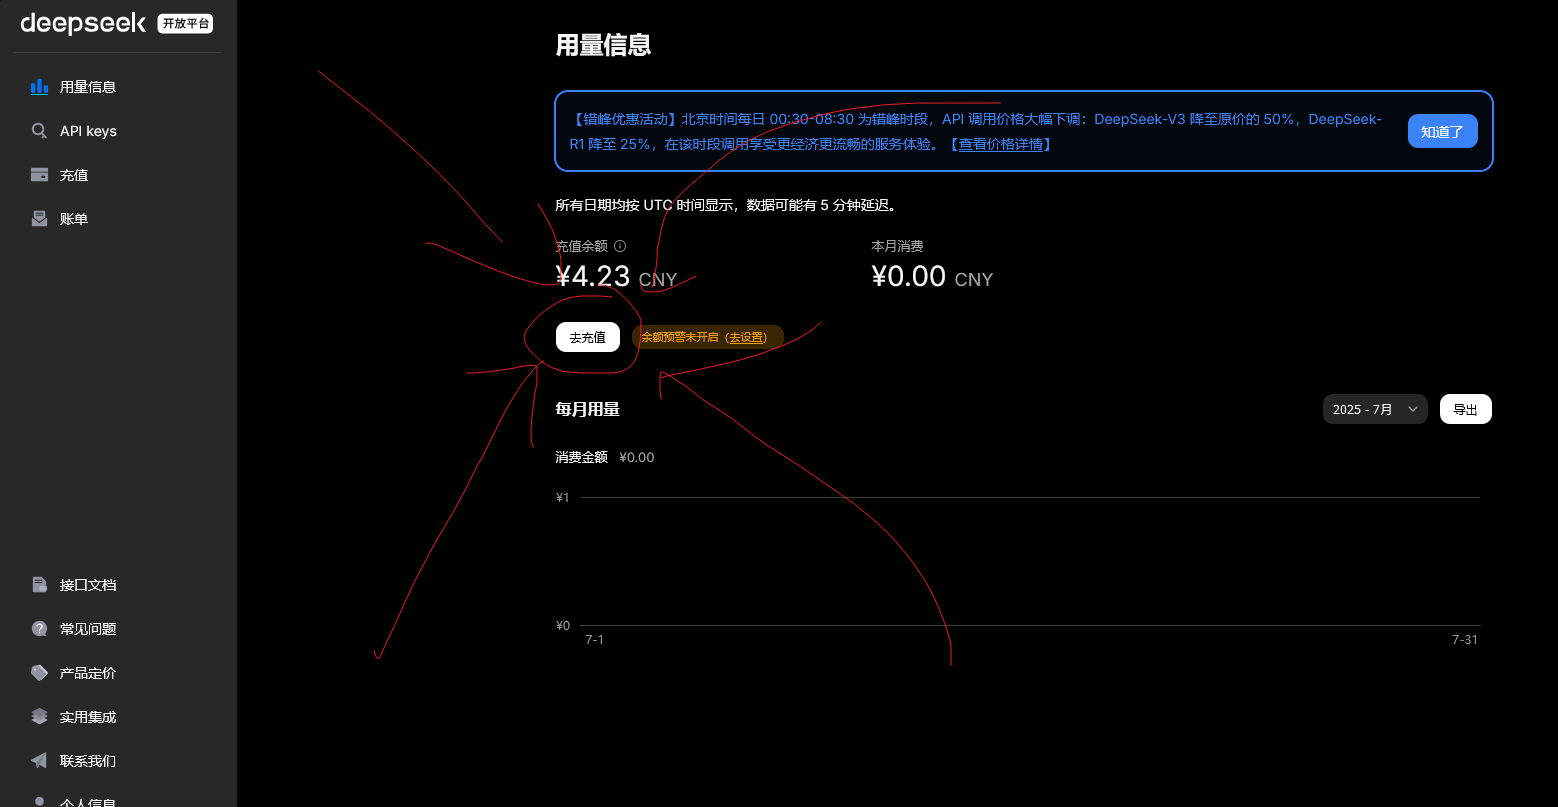 deepseek 开放平台
用量信息
API keys
充值
账单
接口文档
常见问题
产品定价
实用集成
联系我们
个人信息
用量信息
【错峰优惠活动】北京时间每日 00:30-08:30 为错峰时段，API 调用价格大幅下调：DeepSeek-V3 降至原价的 50%，DeepSeek-
R1 降至 25%，在该时段调用享受更经济更流畅的服务体验。【查看价格详情】
知道了
所有日期均按 UTC 时间显示，数据可能有 5 分钟延迟。
充值余额
¥4.23 CNY
本月消费
¥0.00 CNY
去充值
余额预警未开启（去设置）
每月用量
2025 - 7月
导出
消费金额 ¥0.00
¥1
¥0
7-1
7-31